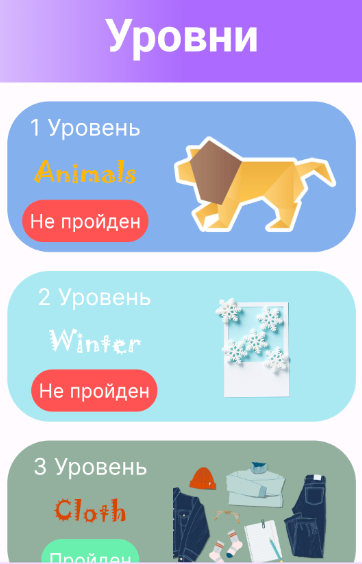 Уровни
1 Уровень
Animals
Не пройден
2 Уровень
Winter
Не пройден
3 Уровень
Cloth
Пройден